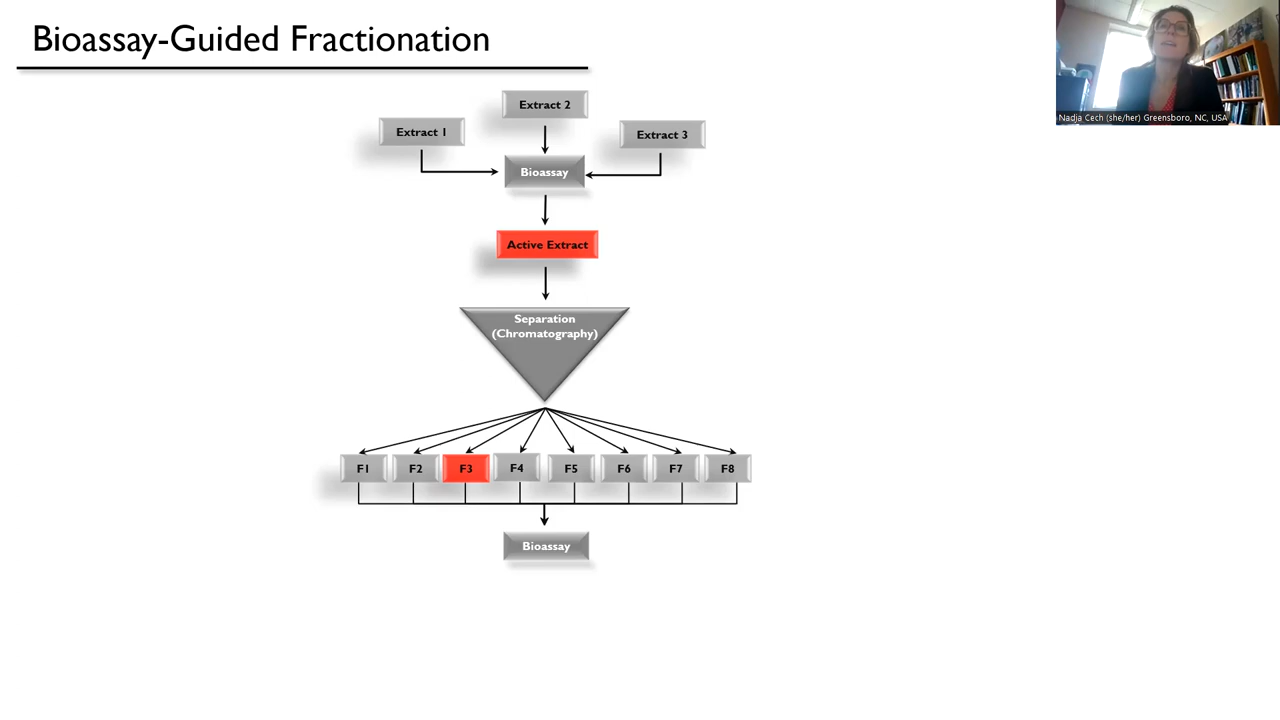 Bioassay-Guided Fractionation
Nadja Cech (she/her) Greensboro, NC, USA
Extract 2
Extract 1
Extract 3
Bioassay
Active Extract
Separation
(Chromatography)
F1 F2 F3 F4 F5 F6 F7 F8
Bioassay